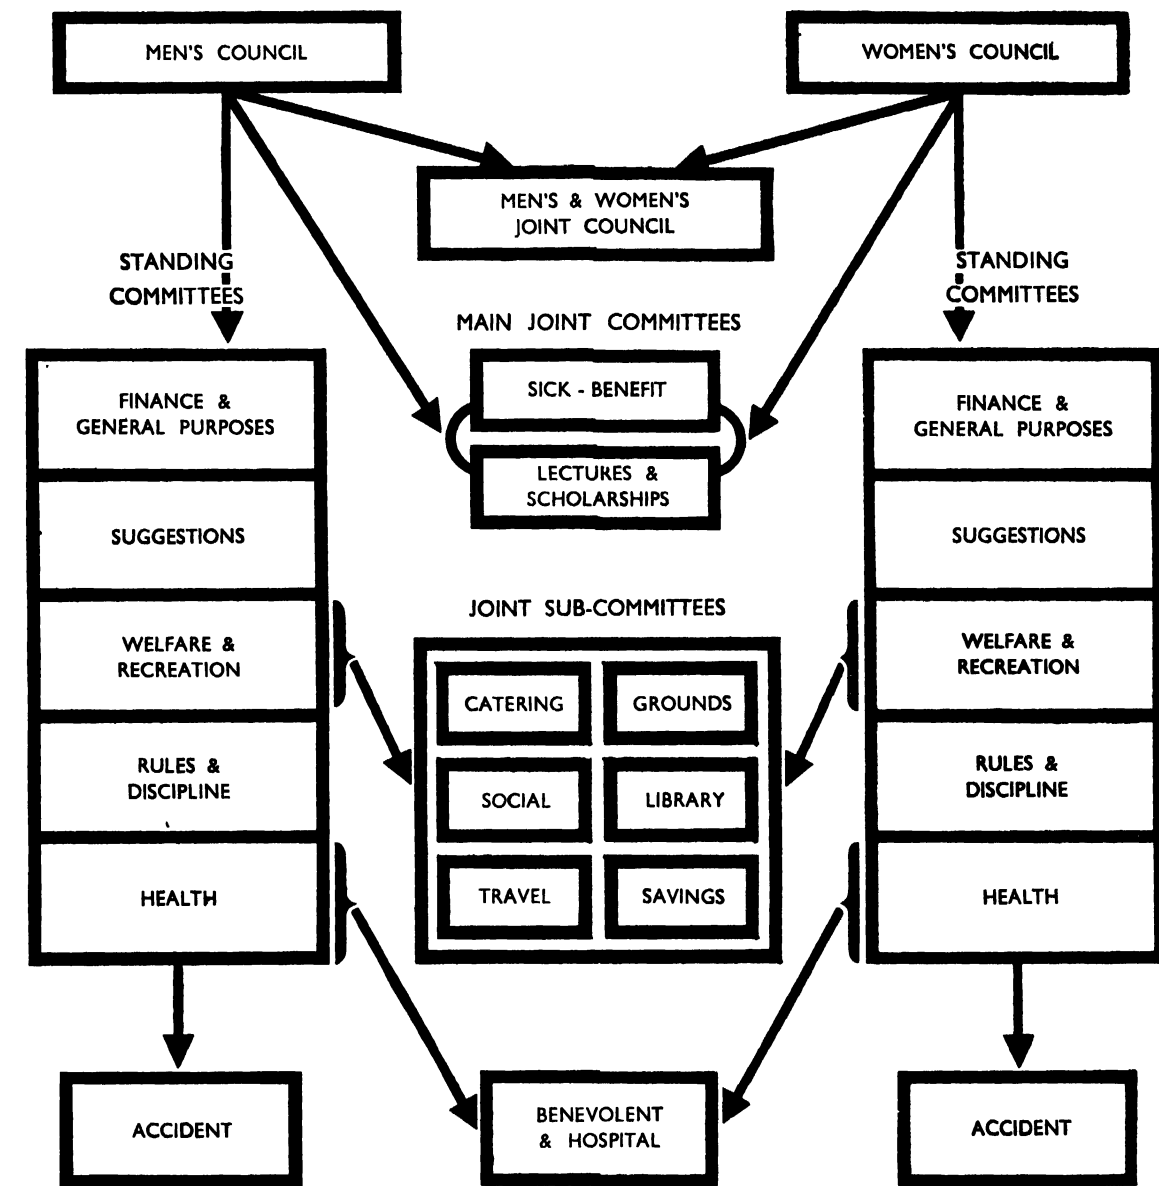 MEN'S COUNCIL
WOMEN'S COUNCIL
MEN'S & WOMEN'S
JOINT COUNCIL
STANDING
COMMITTEES
STANDING
COMMITTEES
MAIN JOINT COMMITTEES
SICK - BENEFIT
LECTURES &
SCHOLARSHIPS
FINANCE &
GENERAL PURPOSES
SUGGESTIONS
WELFARE &
RECREATION
RULES &
DISCIPLINE
HEALTH
ACCIDENT
JOINT SUB-COMMITTEES
CATERING
GROUNDS
SOCIAL
LIBRARY
TRAVEL
SAVINGS
BENEVOLENT
& HOSPITAL
FINANCE &
GENERAL PURPOSES
SUGGESTIONS
WELFARE &
RECREATION
RULES &
DISCIPLINE
HEALTH
ACCIDENT